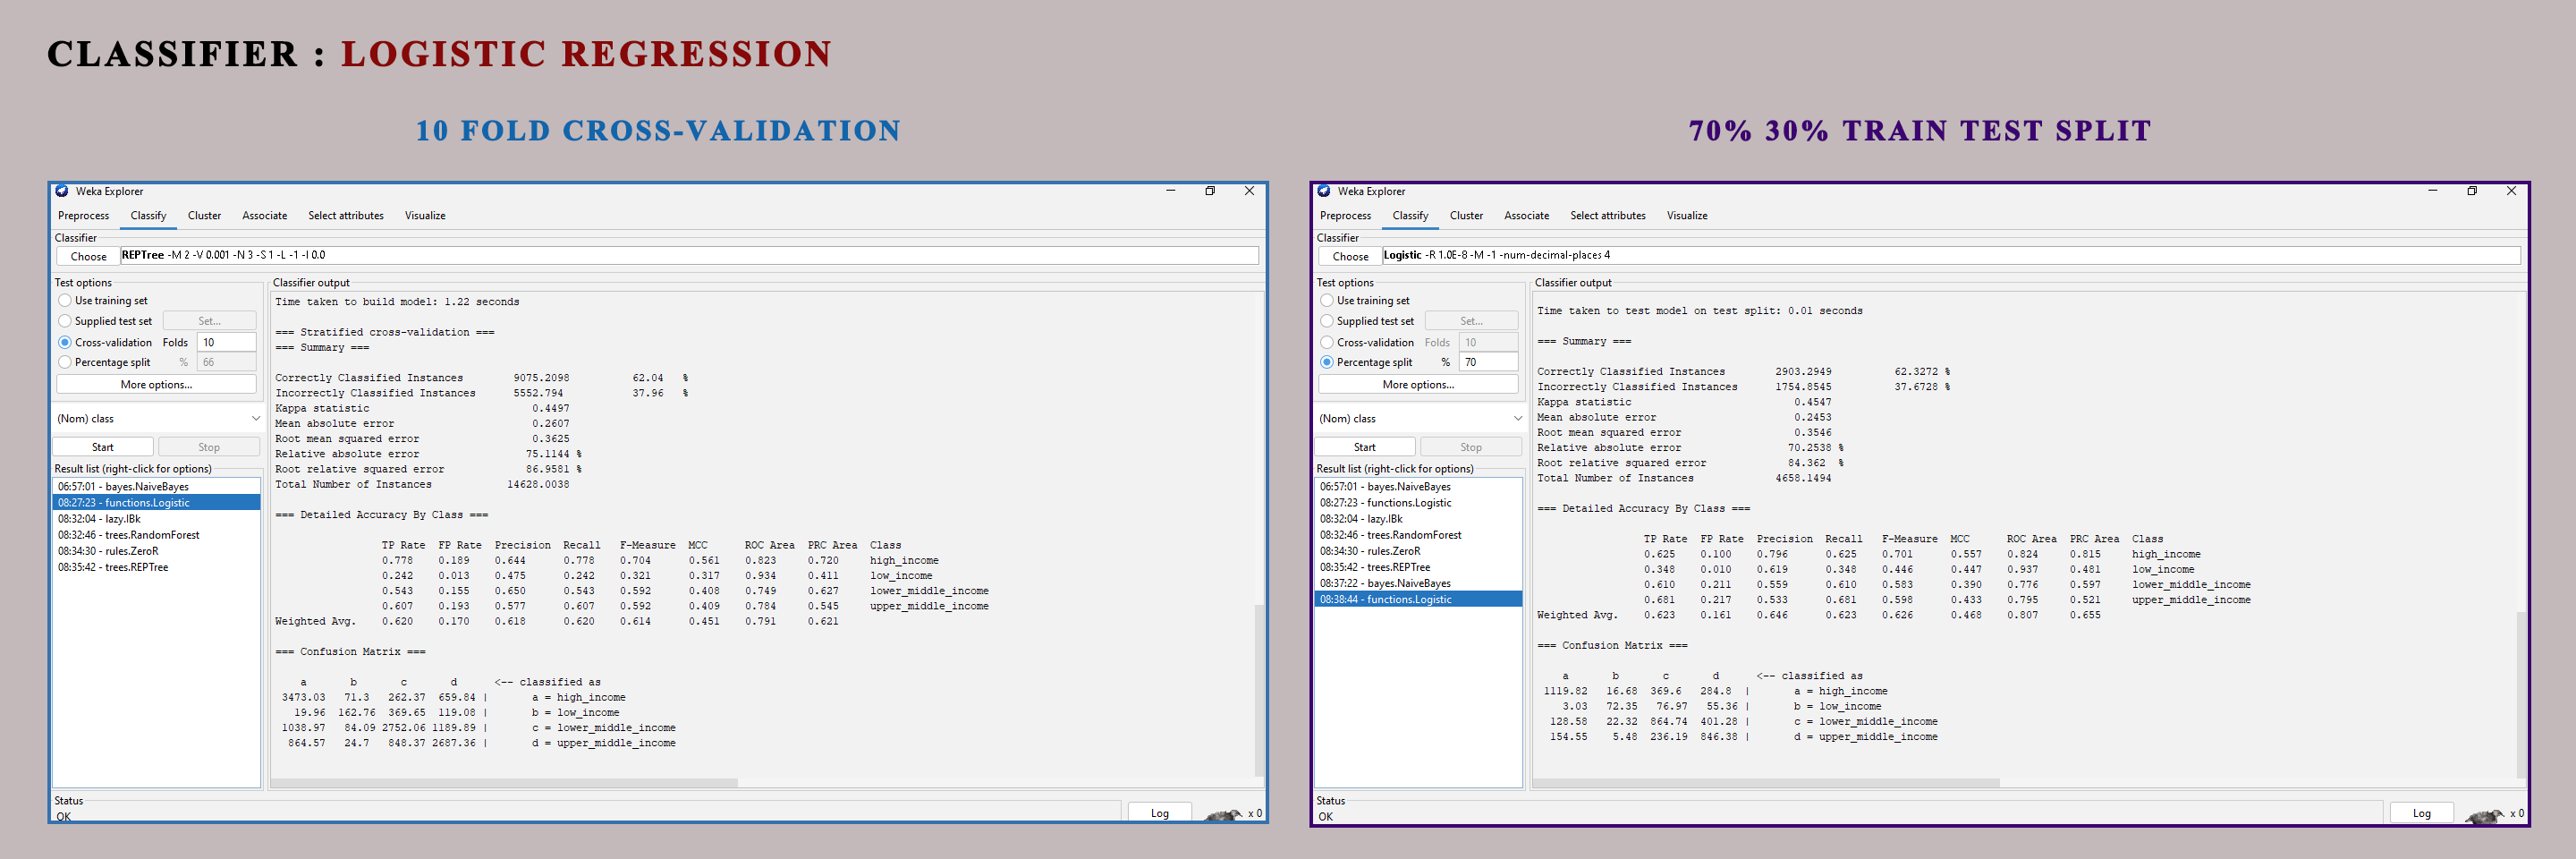 CLASSIFIER : LOGISTIC REGRESSION
10 FOLD CROSS-VALIDATION
Weka Explorer
Preprocess Classify Cluster Associate Select attributes Visualize
Classifier
Choose REPTree -M 2 -V 0.001 -N 3 -S 1 -L -1 -I 0.0
Test options
Use training set
Supplied test set Set...
Cross-validation Folds 10
Percentage split % 66
More options...
(Nom) class
Start Stop
Result list (right-click for options)
06:57:01 - bayes.NaiveBayes
08:27:23 - functions.Logistic
08:32:04 - lazy.IBk
08:32:46 - trees.RandomForest
08:34:30 - rules.ZeroR
08:35:42 - trees.REPTree
Classifier output
Time taken to build model: 1.22 seconds
=== Stratified cross-validation ===
=== Summary ===
Correctly Classified Instances 9075.2098 62.04 %
Incorrectly Classified Instances 5552.794 37.96 %
Kappa statistic 0.4497
Mean absolute error 0.2607
Root mean squared error 0.3625
Relative absolute error 75.1144 %
Root relative squared error 86.9581 %
Total Number of Instances 14628.0038
=== Detailed Accuracy By Class ===
TP Rate FP Rate Precision Recall F-Measure MCC ROC Area PRC Area Class
0.778 0.189 0.644 0.778 0.704 0.561 0.823 0.720 high_income
0.242 0.013 0.475 0.242 0.321 0.317 0.934 0.411 low_income
0.543 0.155 0.650 0.543 0.592 0.408 0.749 0.627 lower_middle_income
0.607 0.193 0.577 0.607 0.592 0.409 0.784 0.545 upper_middle_income
Weighted Avg. 0.620 0.170 0.618 0.620 0.614 0.451 0.791 0.621
=== Confusion Matrix ===
a b c d <-- classified as
3473.03 71.3 262.37 659.84 | a = high_income
19.96 162.76 369.65 119.08 | b = low_income
1038.97 84.09 2752.06 1189.89 | c = lower_middle_income
864.57 24.7 848.37 2687.36 | d = upper_middle_income
Status
OK
Log x 0
70% 30% TRAIN TEST SPLIT
Weka Explorer
Preprocess Classify Cluster Associate Select attributes Visualize
Classifier
Choose Logistic -R 1.0E-8 -M -1 -num-decimal-places 4
Test options
Use training set
Supplied test set Set...
Cross-validation Folds 10
Percentage split % 70
More options...
(Nom) class
Start Stop
Result list (right-click for options)
06:57:01 - bayes.NaiveBayes
08:27:23 - functions.Logistic
08:32:04 - lazy.IBk
08:32:46 - trees.RandomForest
08:34:30 - rules.ZeroR
08:35:42 - trees.REPTree
08:37:22 - bayes.NaiveBayes
08:38:44 - functions.Logistic
Classifier output
Time taken to test model on test split: 0.01 seconds
=== Summary ===
Correctly Classified Instances 2903.2949 62.3272 %
Incorrectly Classified Instances 1754.8545 37.6728 %
Kappa statistic 0.4547
Mean absolute error 0.2453
Root mean squared error 0.3546
Relative absolute error 70.2538 %
Root relative squared error 84.362 %
Total Number of Instances 4658.1494
=== Detailed Accuracy By Class ===
TP Rate FP Rate Precision Recall F-Measure MCC ROC Area PRC Area Class
0.625 0.100 0.796 0.625 0.701 0.557 0.824 0.815 high_income
0.348 0.010 0.619 0.348 0.446 0.447 0.937 0.481 low_income
0.610 0.211 0.559 0.610 0.583 0.390 0.776 0.597 lower_middle_income
0.681 0.217 0.533 0.681 0.598 0.433 0.795 0.521 upper_middle_income
Weighted Avg. 0.623 0.161 0.646 0.623 0.626 0.468 0.807 0.655
=== Confusion Matrix ===
a b c d <-- classified as
1119.82 16.68 369.6 284.8 | a = high_income
3.03 72.35 76.97 55.36 | b = low_income
128.58 22.32 864.74 401.28 | c = lower_middle_income
154.55 5.48 236.19 846.38 | d = upper_middle_income
Status
OK
Log x 0